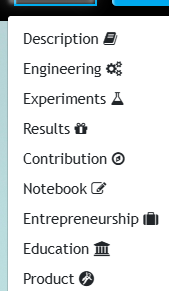 Description
Engineering
Experiments
Results
Contribution
Notebook
Entrepreneurship
Education
Product